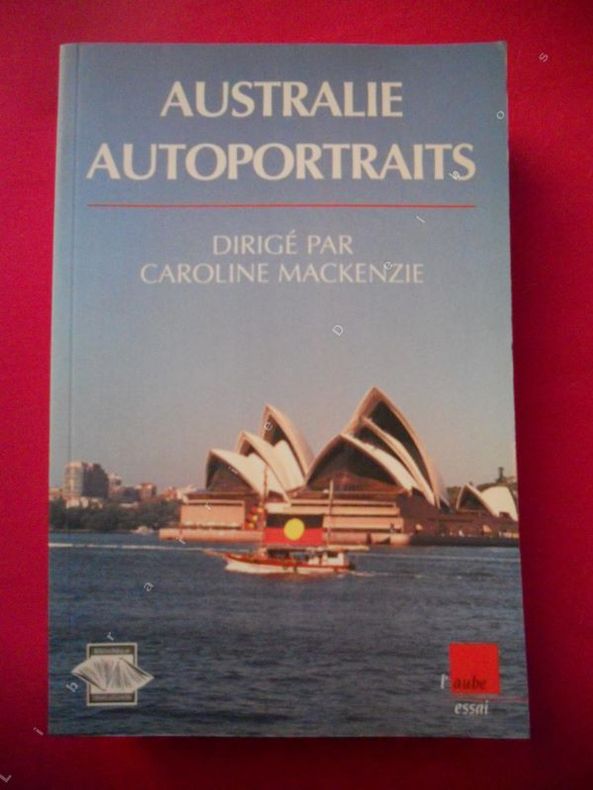 AUSTRALIE
AUTOPORTRAITS
DIRIGÉ PAR
CAROLINE MACKENZIE
l'aube
essai